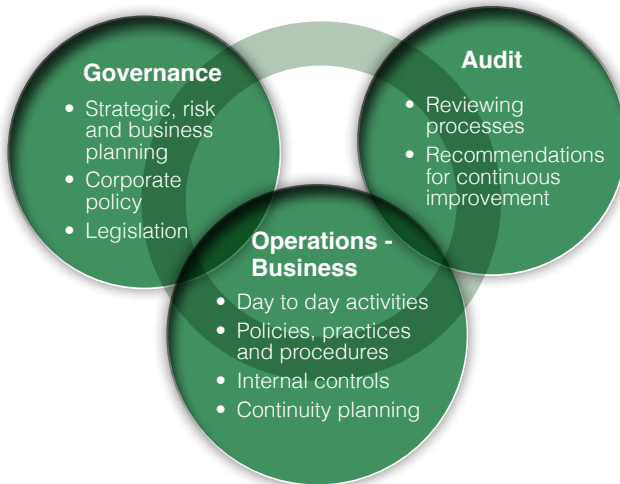 Governance
• Strategic, risk
and business
planning
• Corporate
policy
• Legislation
Audit
• Reviewing
processes
• Recommendations
for continuous
improvement
Operations -
Business
• Day to day activities
• Policies, practices
and procedures
• Internal controls
• Continuity planning